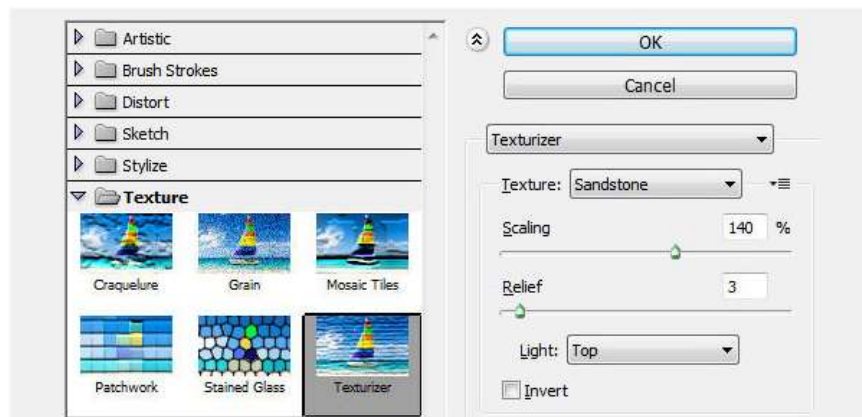 Artistic
Brush Strokes
Distort
Sketch
Stylize
Texture
Craquelure Grain Mosaic Tiles
Patchwork Stained Glass Texturizer
OK
Cancel
Texturizer
Texture: Sandstone
Scaling 140 %
Relief 3
Light: Top
Invert